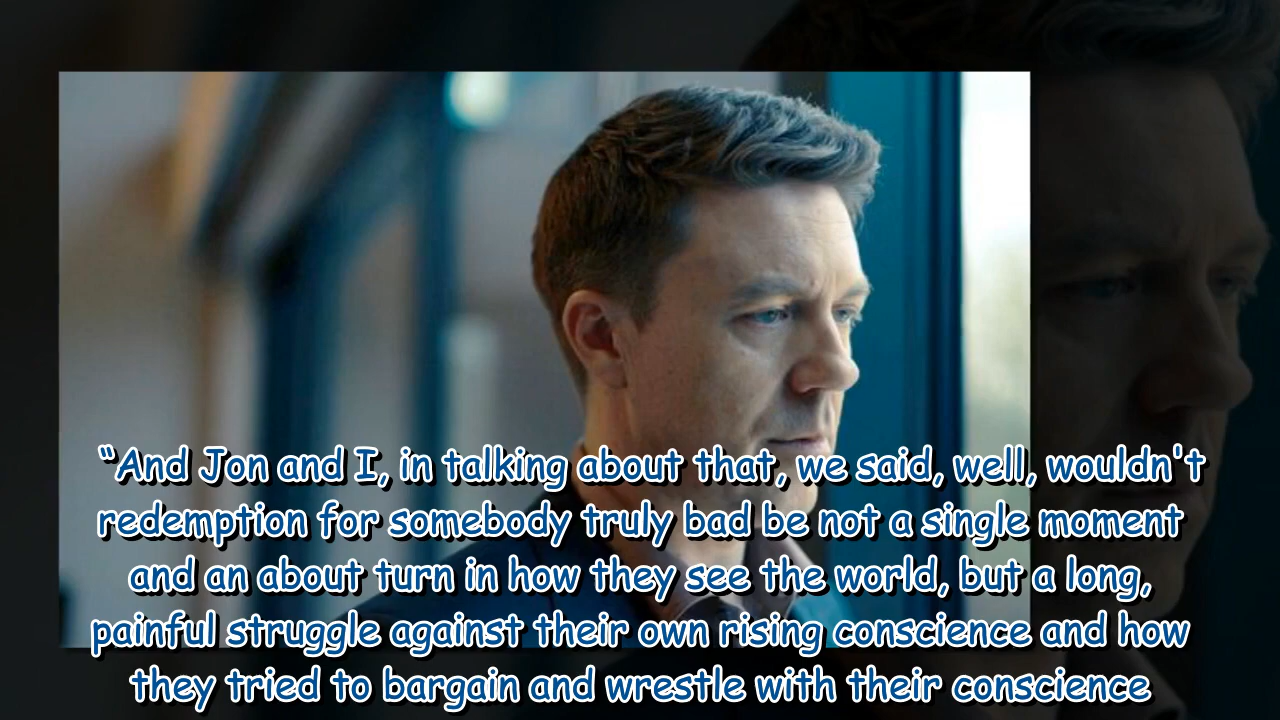 “And Jon and I, in talking about that, we said, well, wouldn't
redemption for somebody truly bad be not a single moment
and an about turn in how they see the world, but a long,
painful struggle against their own rising conscience and how
they tried to bargain and wrestle with their conscience